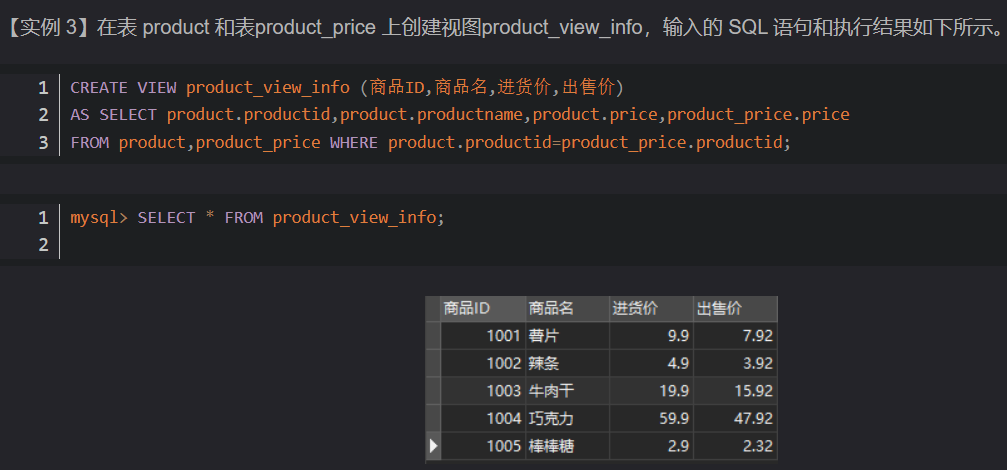 【实例 3】在表 product 和表product_price 上创建视图product_view_info，输入的 SQL 语句和执行结果如下所示。
1 CREATE VIEW product_view_info (商品ID,商品名,进货价,出售价)
2 AS SELECT product.productid,product.productname,product.price,product_price.price
3 FROM product,product_price WHERE product.productid=product_price.productid;
1 mysql> SELECT * FROM product_view_info;
2
商品ID 商品名 进货价 出售价
1001 薯片 9.9 7.92
1002 辣条 4.9 3.92
1003 牛肉干 19.9 15.92
1004 巧克力 59.9 47.92
1005 棒棒糖 2.9 2.32